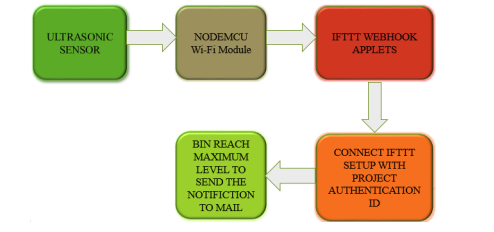 ULTRASONIC
SENSOR
NODEMCU
Wi-Fi Module
IFTTT WEBHOOK
APPLETS
CONNECT IFTTT
SETUP WITH
PROJECT
AUTHENTICATION
ID
BIN REACH
MAXIMUM
LEVEL TO
SEND THE
NOTIFICTION
TO MAIL